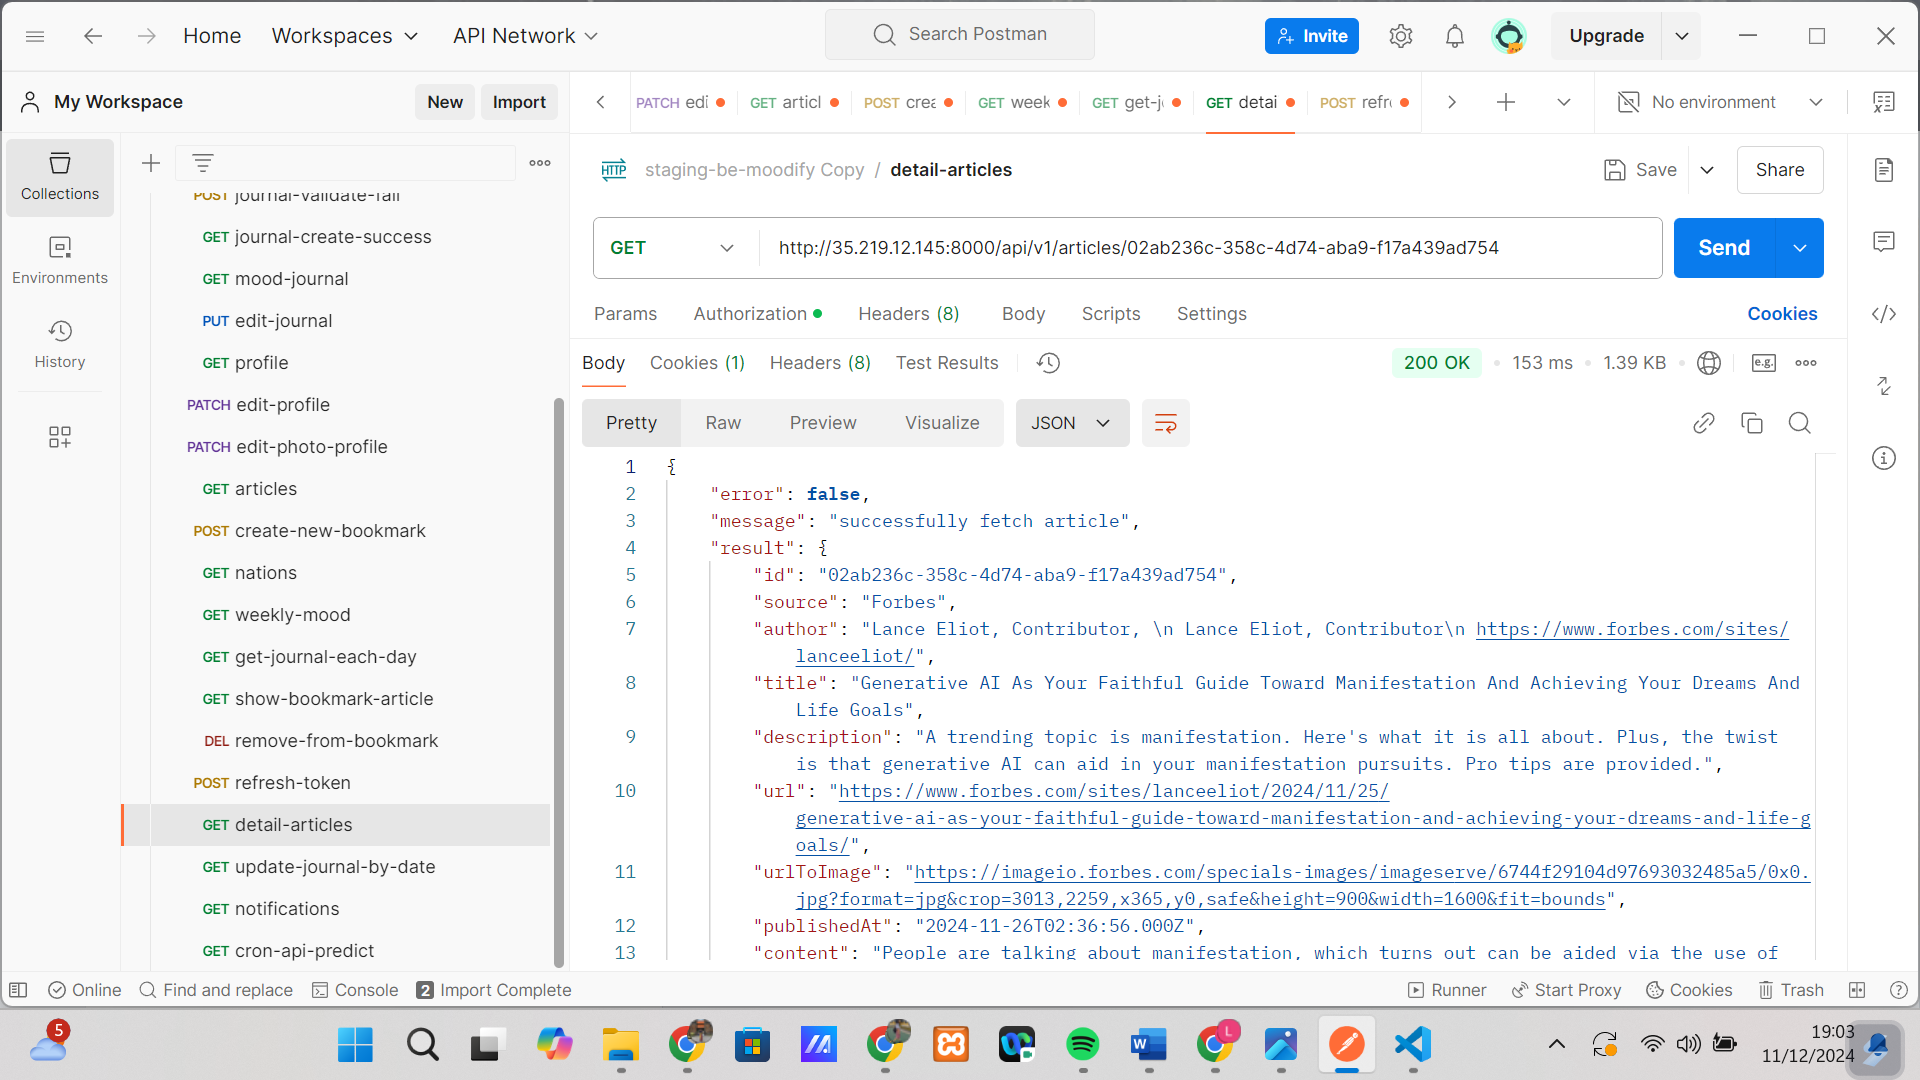 Home Workspaces API Network Search Postman Invite Upgrade
My Workspace New Import PATCH edi GET articl POST crea GET week GET get-j GET detai POST refr No environment
Collections
Environments
History
POST journal-validate-fail
GET journal-create-success
GET mood-journal
PUT edit-journal
GET profile
PATCH edit-profile
PATCH edit-photo-profile
GET articles
POST create-new-bookmark
GET nations
GET weekly-mood
GET get-journal-each-day
GET show-bookmark-article
DEL remove-from-bookmark
POST refresh-token
GET detail-articles
GET update-journal-by-date
GET notifications
GET cron-api-predict
HTTP staging-be-moodify Copy / detail-articles Save Share
GET http://35.219.12.145:8000/api/v1/articles/02ab236c-358c-4d74-aba9-f17a439ad754 Send
Params Authorization Headers (8) Body Scripts Settings Cookies
Body Cookies (1) Headers (8) Test Results 200 OK 153 ms 1.39 KB e.g.
Pretty Raw Preview Visualize JSON
1 {
2 "error": false,
3 "message": "successfully fetch article",
4 "result": {
5 "id": "02ab236c-358c-4d74-aba9-f17a439ad754",
6 "source": "Forbes",
7 "author": "Lance Eliot, Contributor, \n Lance Eliot, Contributor\n https://www.forbes.com/sites/
lanceeliot/",
8 "title": "Generative AI As Your Faithful Guide Toward Manifestation And Achieving Your Dreams And
Life Goals",
9 "description": "A trending topic is manifestation. Here's what it is all about. Plus, the twist
is that generative AI can aid in your manifestation pursuits. Pro tips are provided.",
10 "url": "https://www.forbes.com/sites/lanceeliot/2024/11/25/
generative-ai-as-your-faithful-guide-toward-manifestation-and-achieving-your-dreams-and-life-g
oals/",
11 "urlToImage": "https://imageio.forbes.com/specials-images/imageserve/6744f29104d97693032485a5/0x0.
jpg?format=jpg&crop=3013,2259,x365,y0,safe&height=900&width=1600&fit=bounds",
12 "publishedAt": "2024-11-26T02:36:56.000Z",
13 "content": "People are talking about manifestation, which turns out can be aided via the use of
Online Find and replace Console 2 Import Complete Runner Start Proxy Cookies Trash
5 W L 19:03
11/12/2024